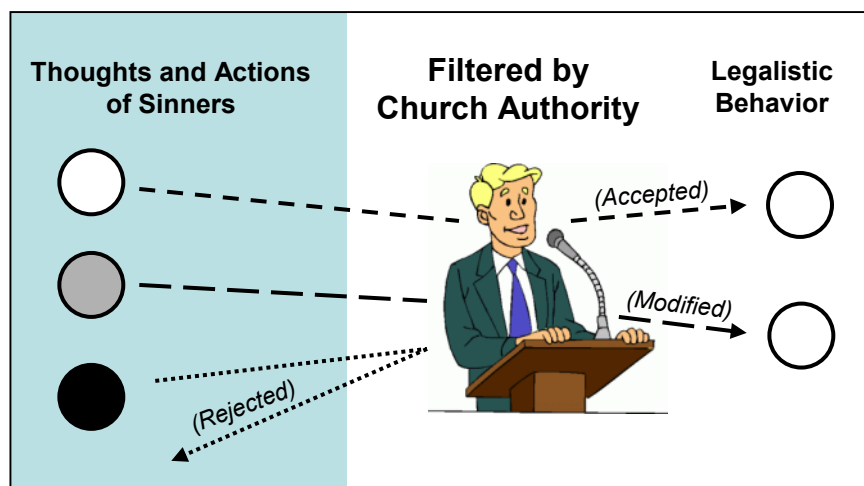 Thoughts and Actions
of Sinners
Filtered by
Church Authority
Legalistic
Behavior
(Accepted)
(Modified)
(Rejected)